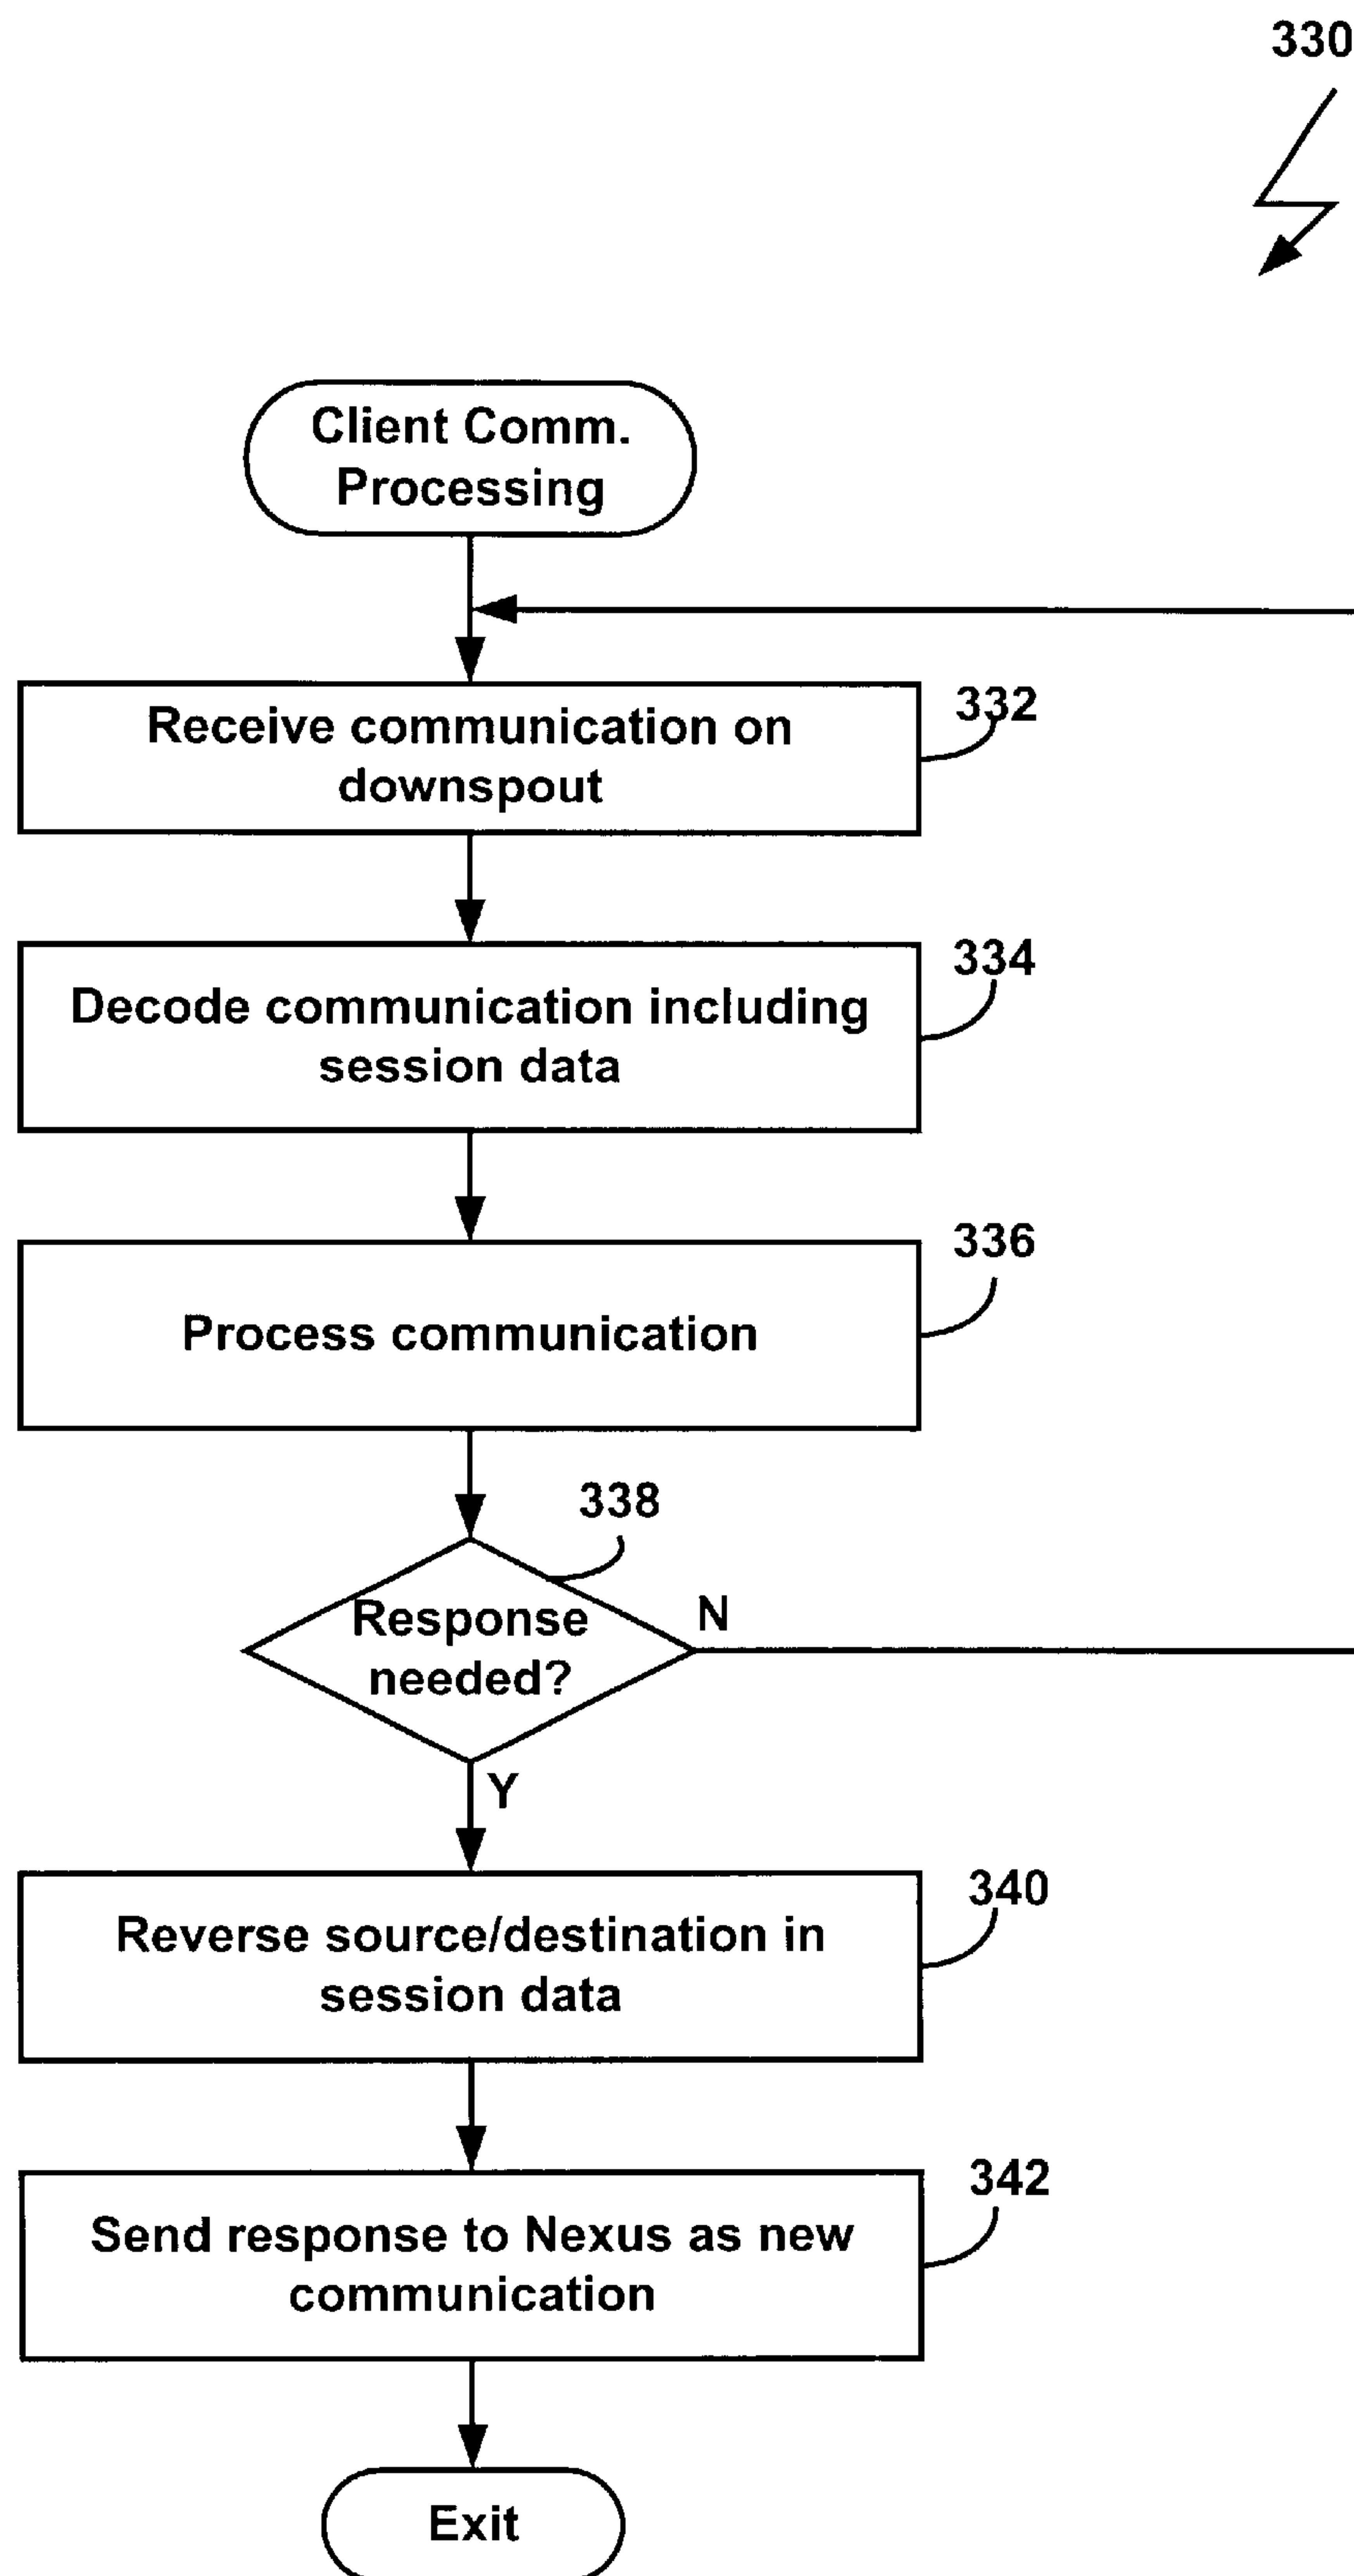 330
Client Comm.
Processing
332
Receive communication on
downspout
334
Decode communication including
session data
336
Process communication
338
Response
needed?
N
Y
340
Reverse source/destination in
session data
342
Send response to Nexus as new
communication
Exit